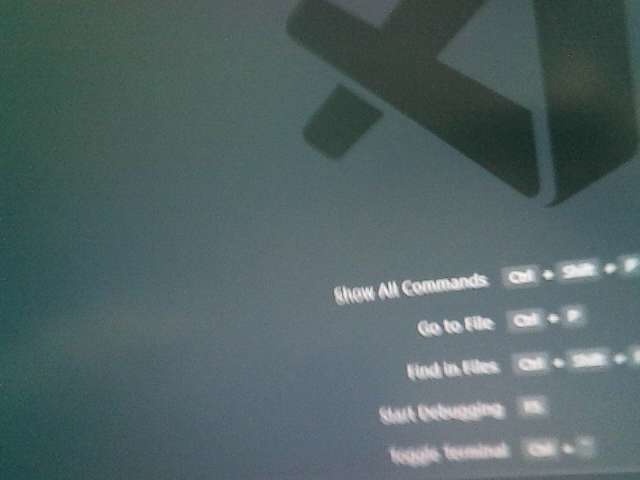 Show All Commands Ctrl + Shift + P
Go to File Ctrl + P
Find in Files Ctrl + Shift +
Start Debugging F5
Toggle Terminal Ctrl +